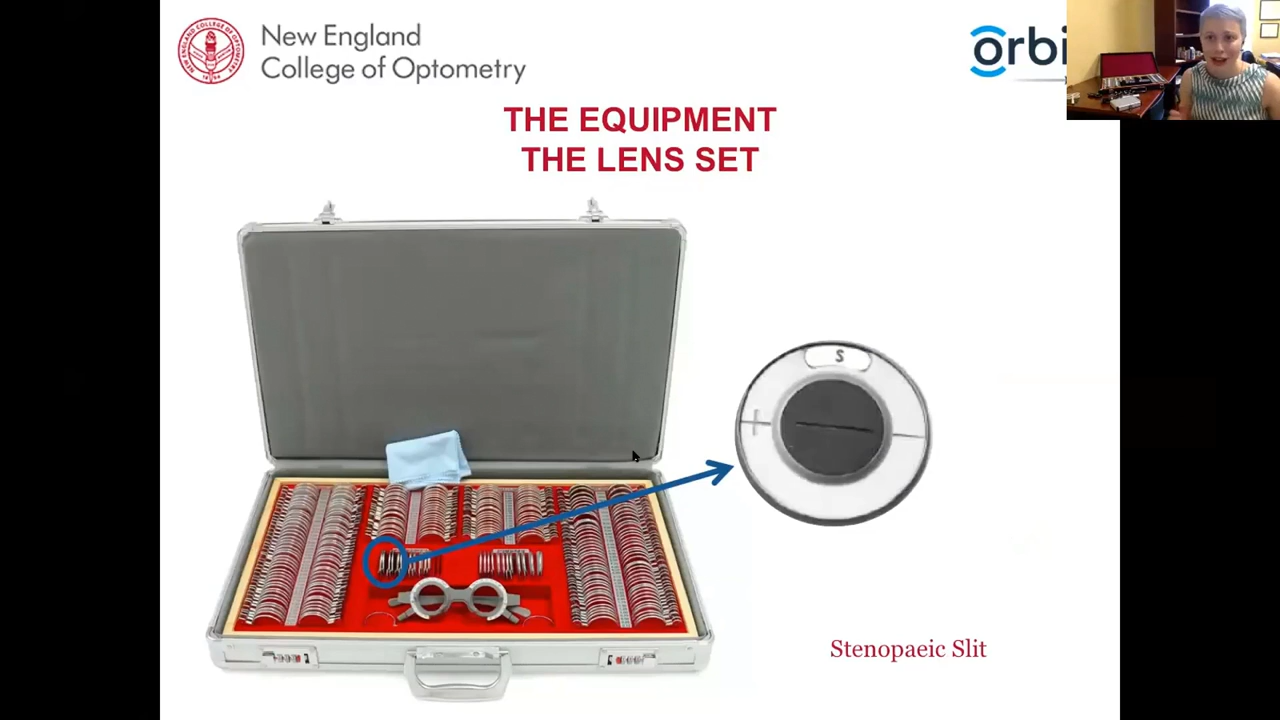 New England
College of Optometry
orbi
THE EQUIPMENT
THE LENS SET
S
Stenopaeic Slit